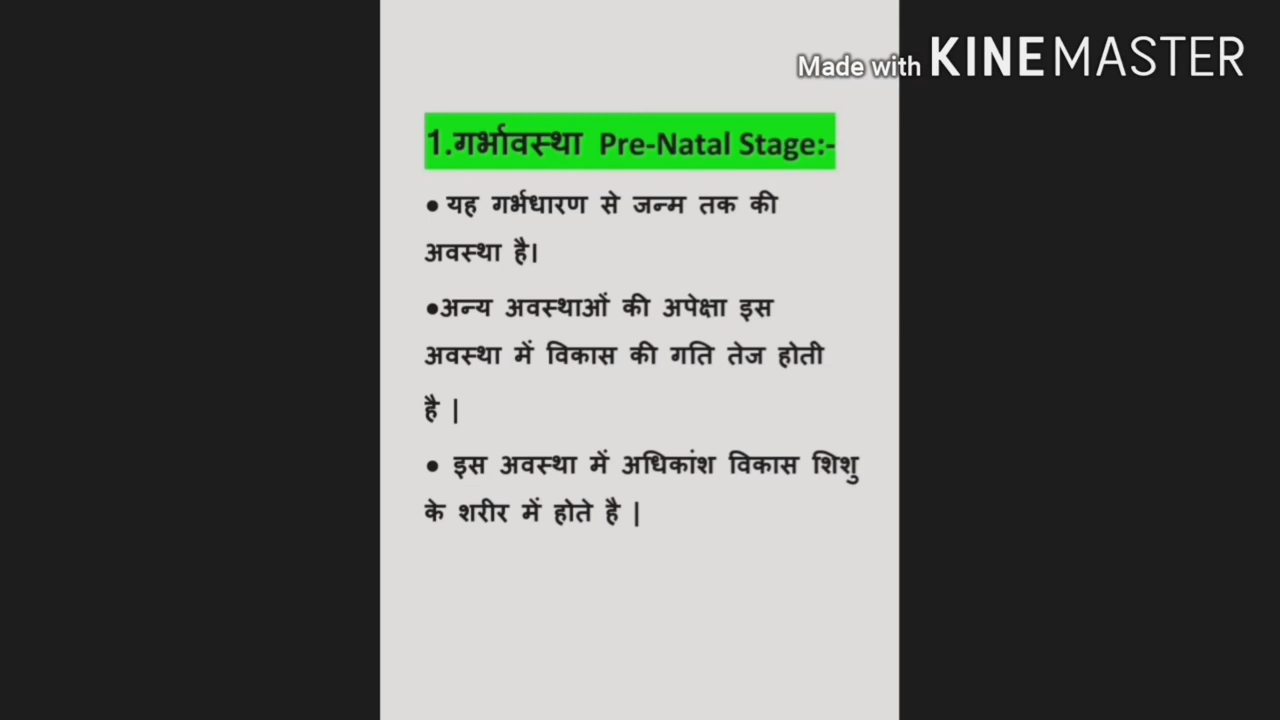 Made with KINEMASTER
1.गर्भावस्था Pre-Natal Stage:-
● यह गर्भधारण से जन्म तक की
अवस्था है।
●अन्य अवस्थाओं की अपेक्षा इस
अवस्था में विकास की गति तेज होती
है |
● इस अवस्था में अधिकांश विकास शिशु
के शरीर में होते है |